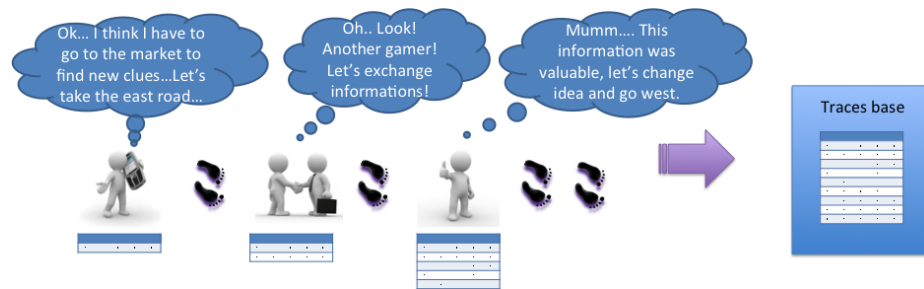 Ok... I think I have to
go to the market to
find new clues...Let's
take the east road...
Oh.. Look!
Another gamer!
Let's exchange
informations!
Mumm.... This
information was
valuable, let's change
idea and go west.
Traces base